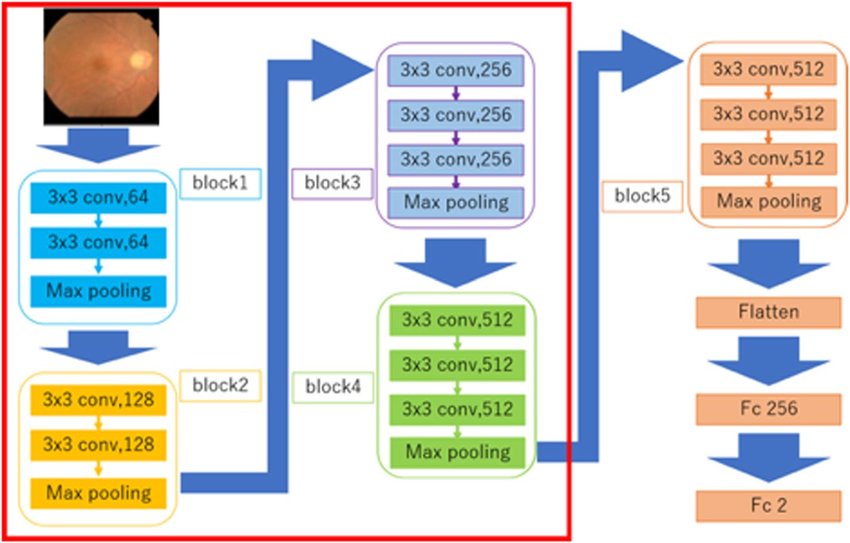 block1
3x3 conv,64
3x3 conv,64
Max pooling
block2
3x3 conv,128
3x3 conv,128
Max pooling
block3
3x3 conv,256
3x3 conv,256
3x3 conv,256
Max pooling
block4
3x3 conv,512
3x3 conv,512
3x3 conv,512
Max pooling
block5
3x3 conv,512
3x3 conv,512
3x3 conv,512
Max pooling
Flatten
Fc 256
Fc 2